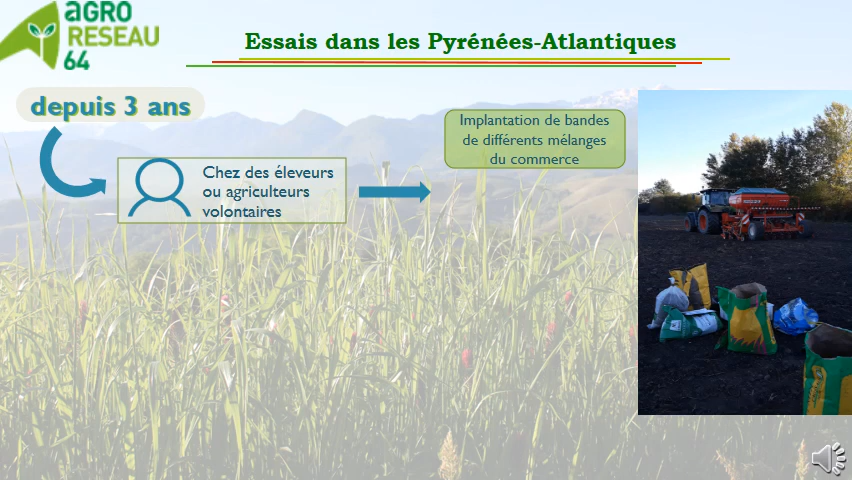 aGRO
RESEAU
64
Essais dans les Pyrénées-Atlantiques
depuis 3 ans
Chez des éleveurs
ou agriculteurs
volontaires
Implantation de bandes
de différents mélanges
du commerce